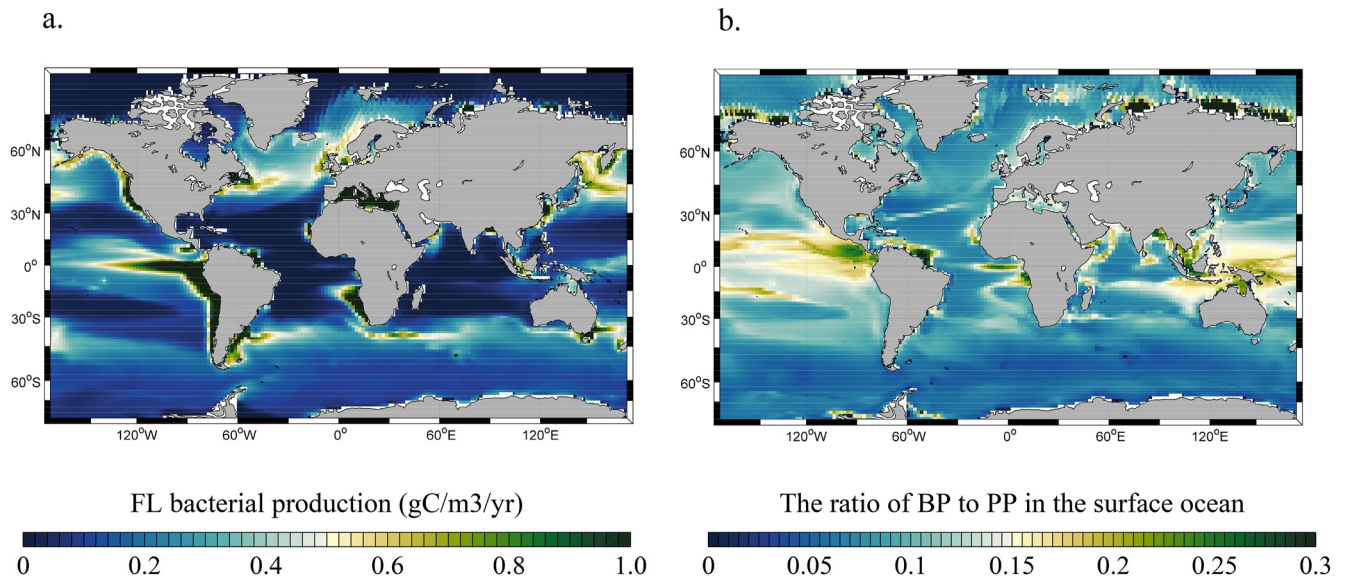 a.
b.
60°N
30°N
0°
30°S
60°S
120°W
60°W
0°
60°E
120°E
60°N
30°N
0°
30°S
60°S
120°W
60°W
0°
60°E
120°E
FL bacterial production (gC/m3/yr)
0
0.2
0.4
0.6
0.8
1.0
The ratio of BP to PP in the surface ocean
0
0.05
0.1
0.15
0.2
0.25
0.3